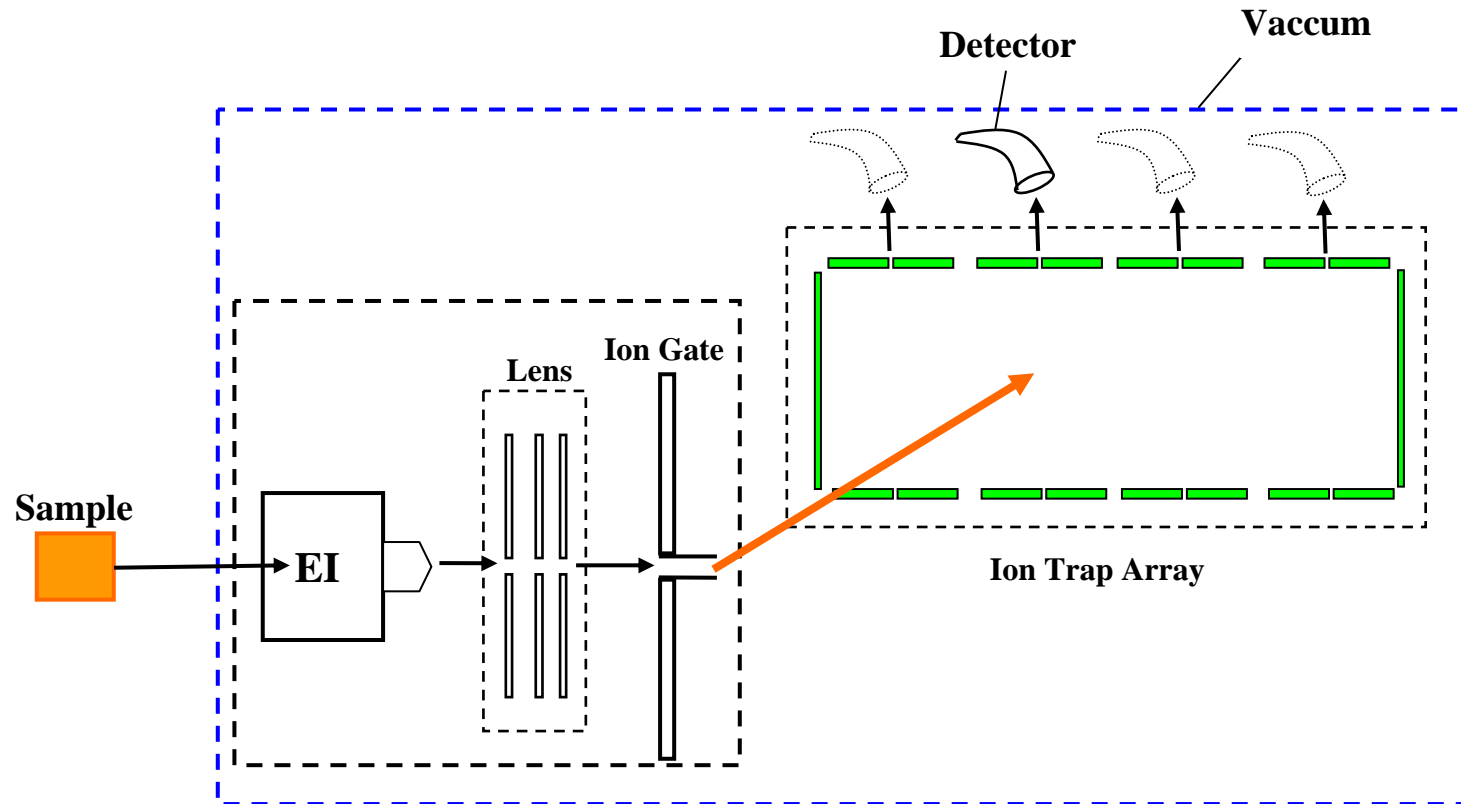 Vaccum
Detector
Ion Gate
Lens
Sample
EI
Ion Trap Array